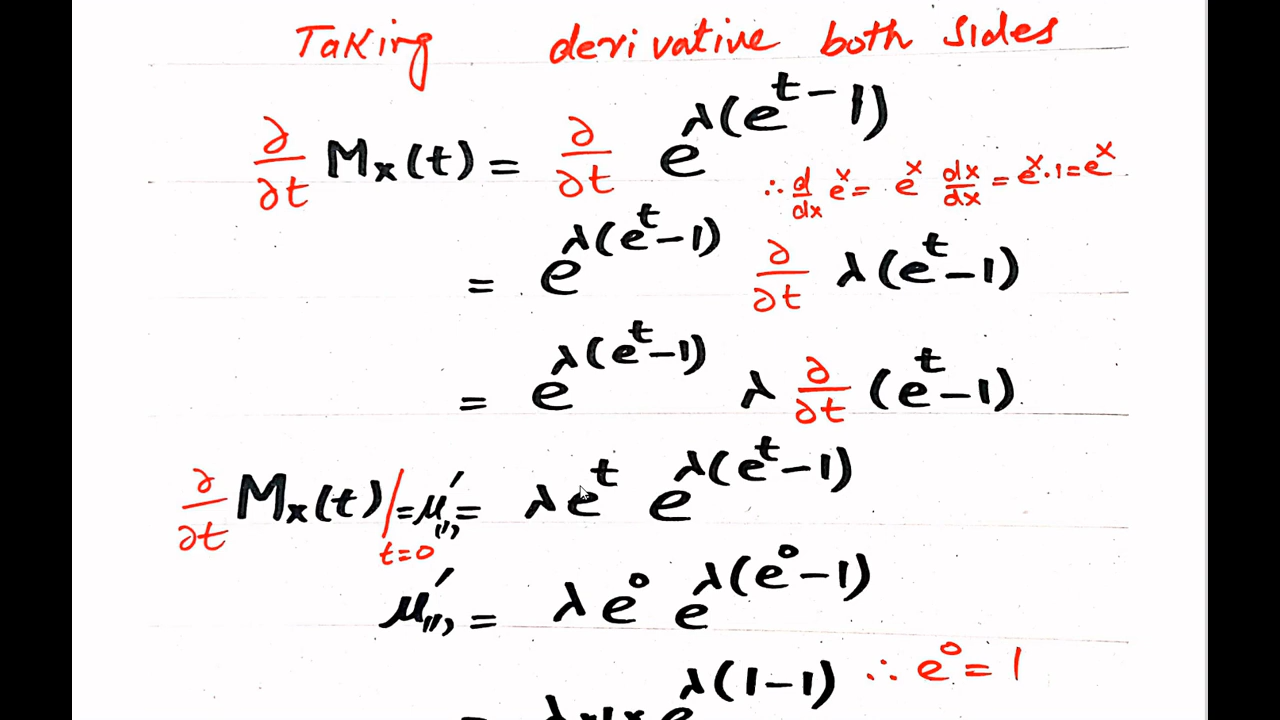 Taking derivative both sides
∂/∂t Mx(t) = ∂/∂t e^λ(e^t-1)
∴ d/dx e^x = e^x dx/dx = e^x·1 = e^x
= e^λ(e^t-1) ∂/∂t λ(e^t-1)
= e^λ(e^t-1) λ ∂/∂t (e^t-1)
∂/∂t Mx(t)|t=0 = μ'(1) = λe^t e^λ(e^t-1)
μ'(1) = λe^0 e^λ(e^0-1)
= λ×1×e^λ(1-1) ∴ e^0 = 1